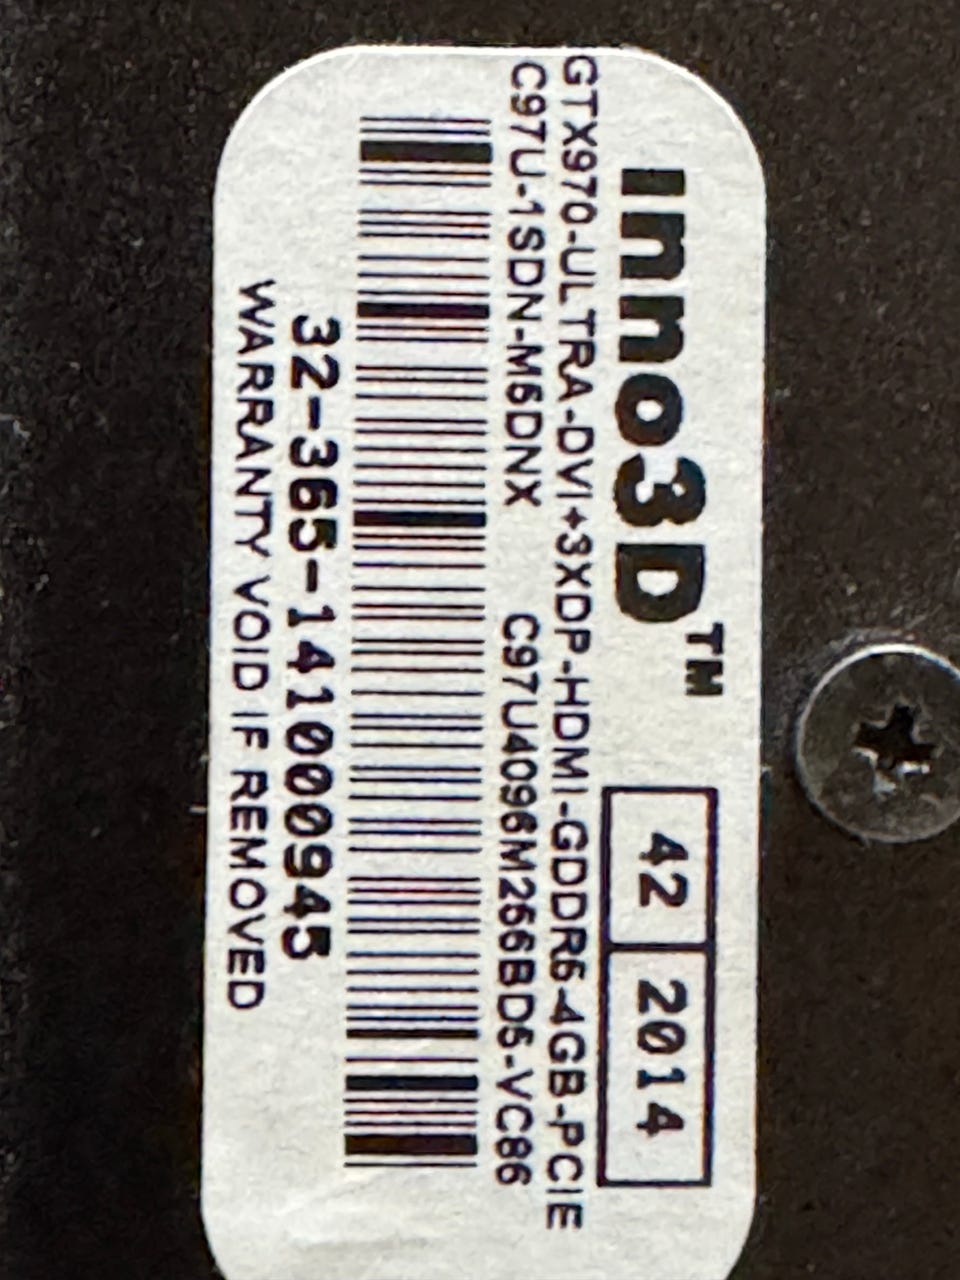 Inno3D™
42 2014
GTX970-ULTRA-DVI+3XDP-HDMI-GDDR5-4GB-PCIE
C97U-1SDN-M5DNX C97U4096M256BD5-VC86
32-365-141000945
WARRANTY VOID IF REMOVED